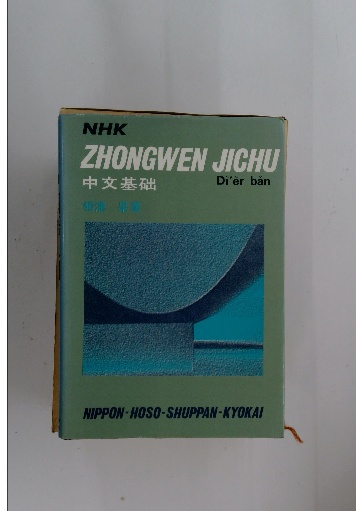 NHK
ZHONGWEN JICHU
中文基础 Di'èr bǎn
NIPPON-HOSO-SHUPPAN-KYOKAI